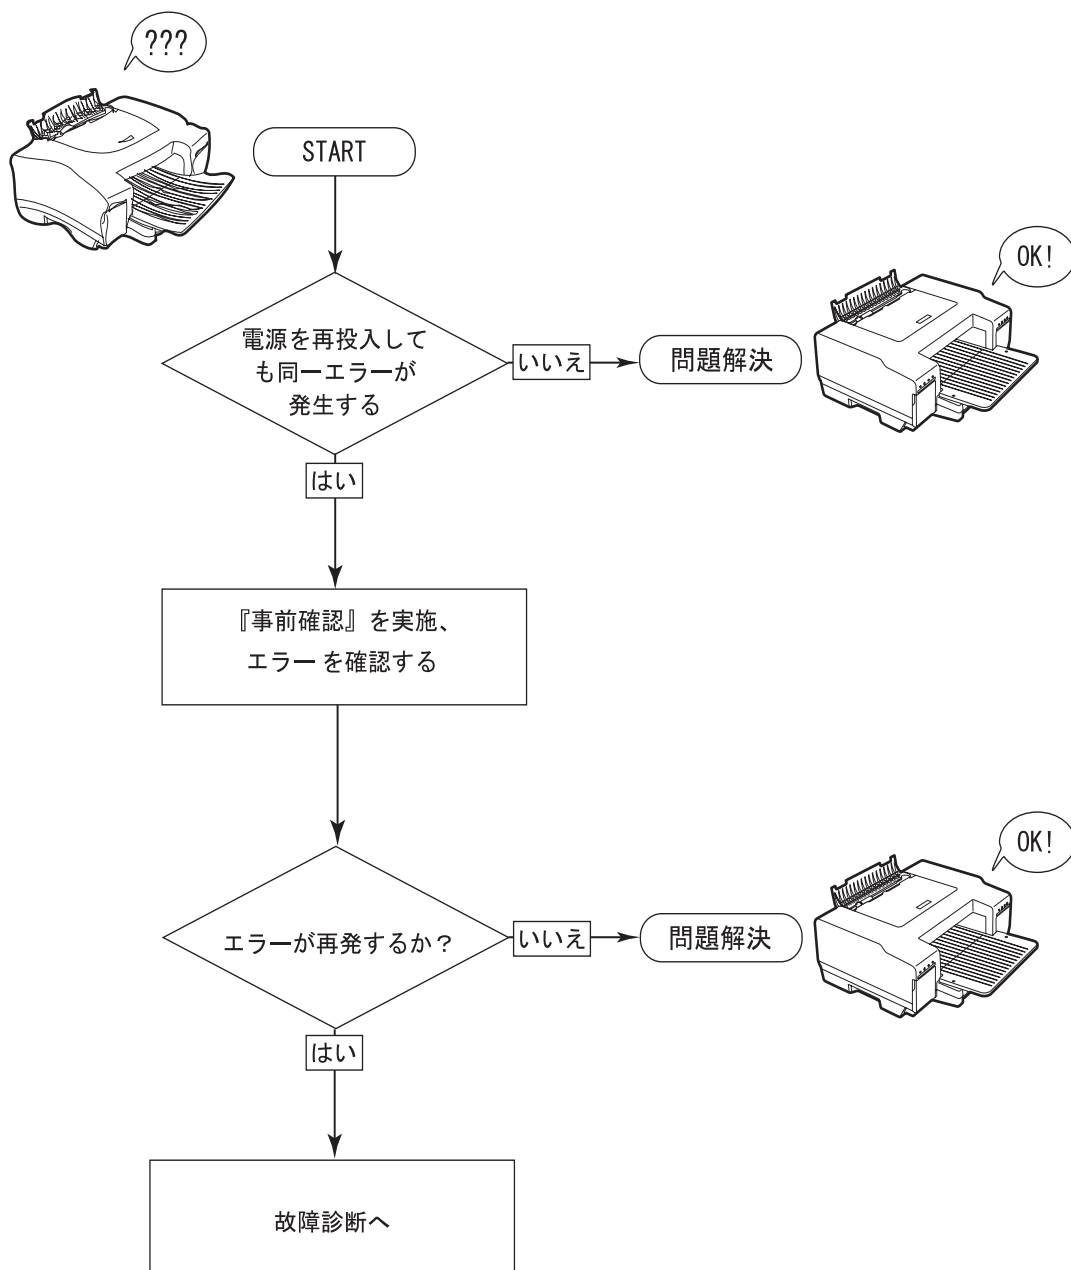 ???
START
電源を再投入して
も同一エラーが
発生する
いいえ
問題解決
OK!
はい
『事前確認』を実施、
エラー を確認する
エラーが再発するか？
いいえ
問題解決
OK!
はい
故障診断へ